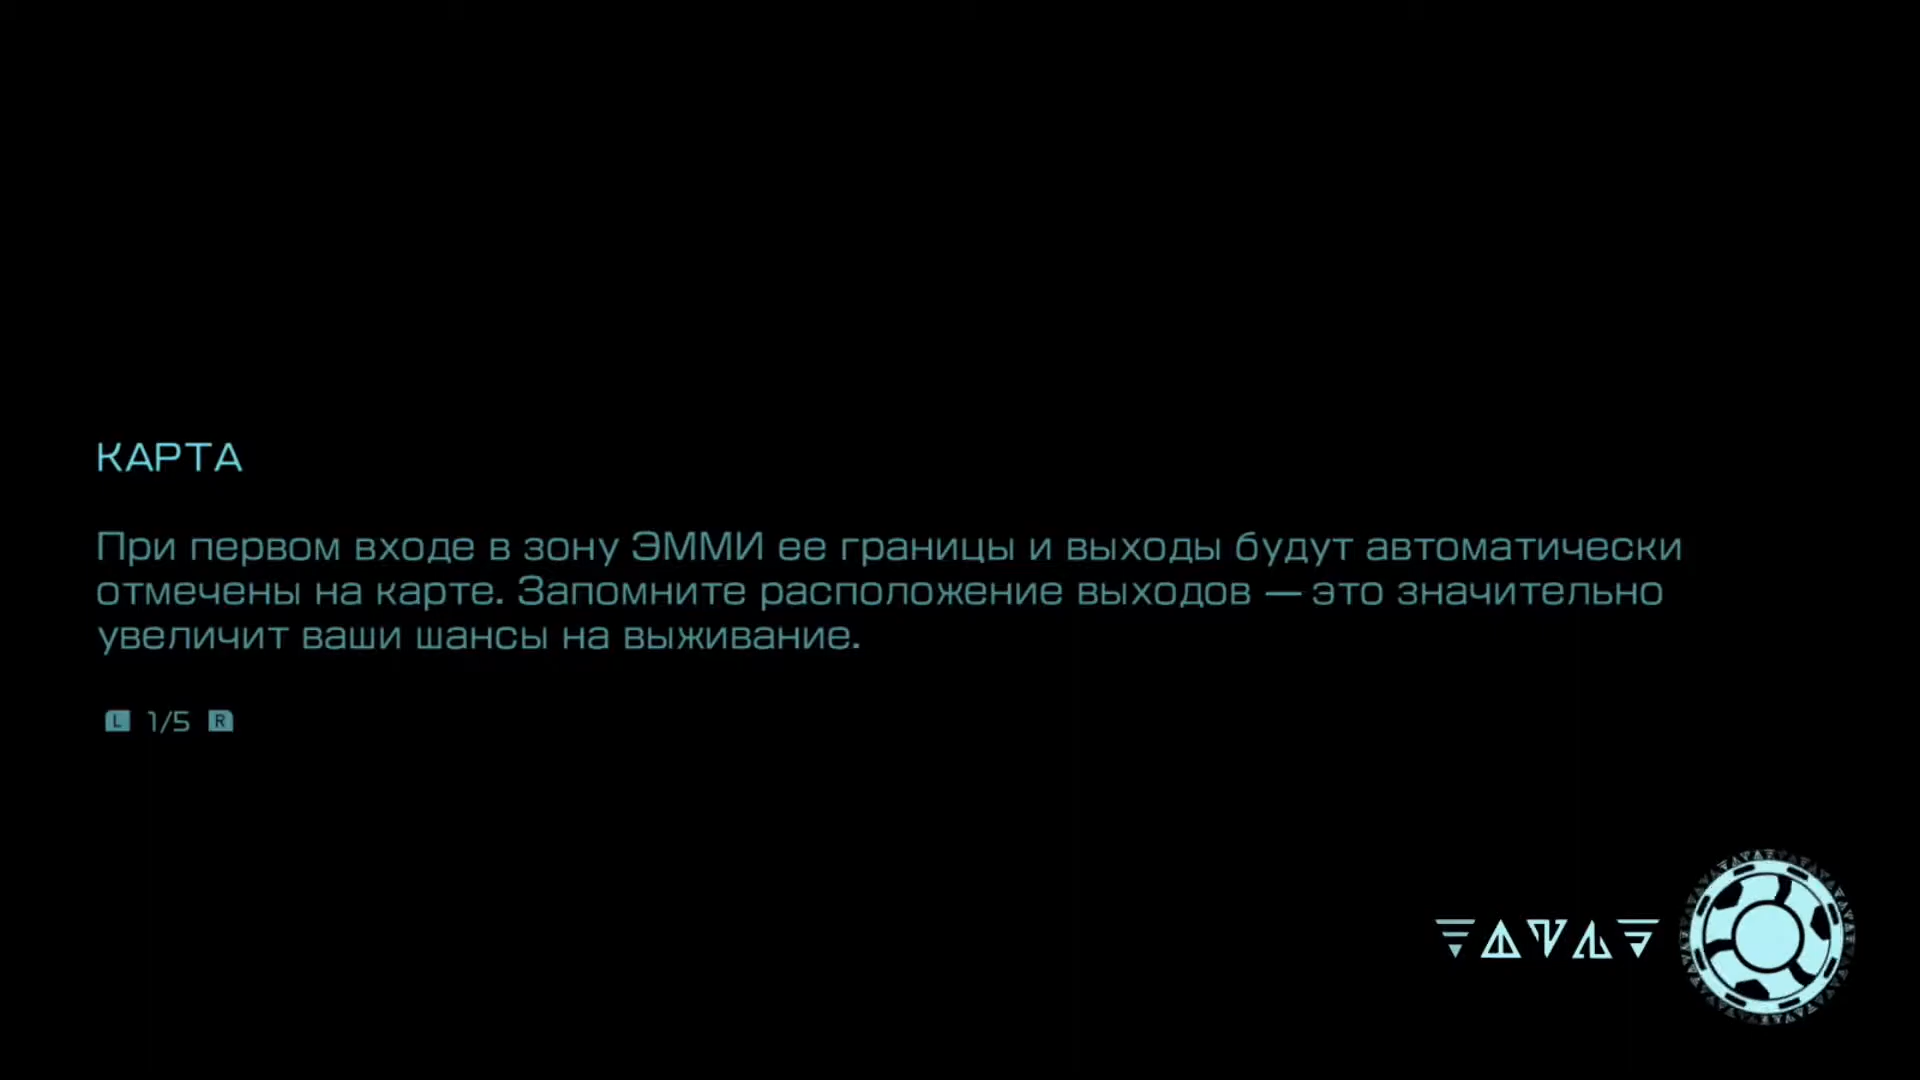 КАРТА
При первом входе в зону ЭММИ ее границы и выходы будут автоматически
отмечены на карте. Запомните расположение выходов — это значительно
увеличит ваши шансы на выживание.
L 1/5 R